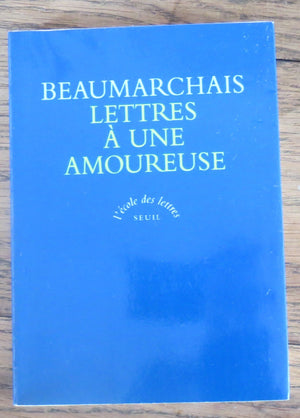 BEAUMARCHAIS
LETTRES
À UNE
AMOUREUSE
l'école des lettres
SEUIL